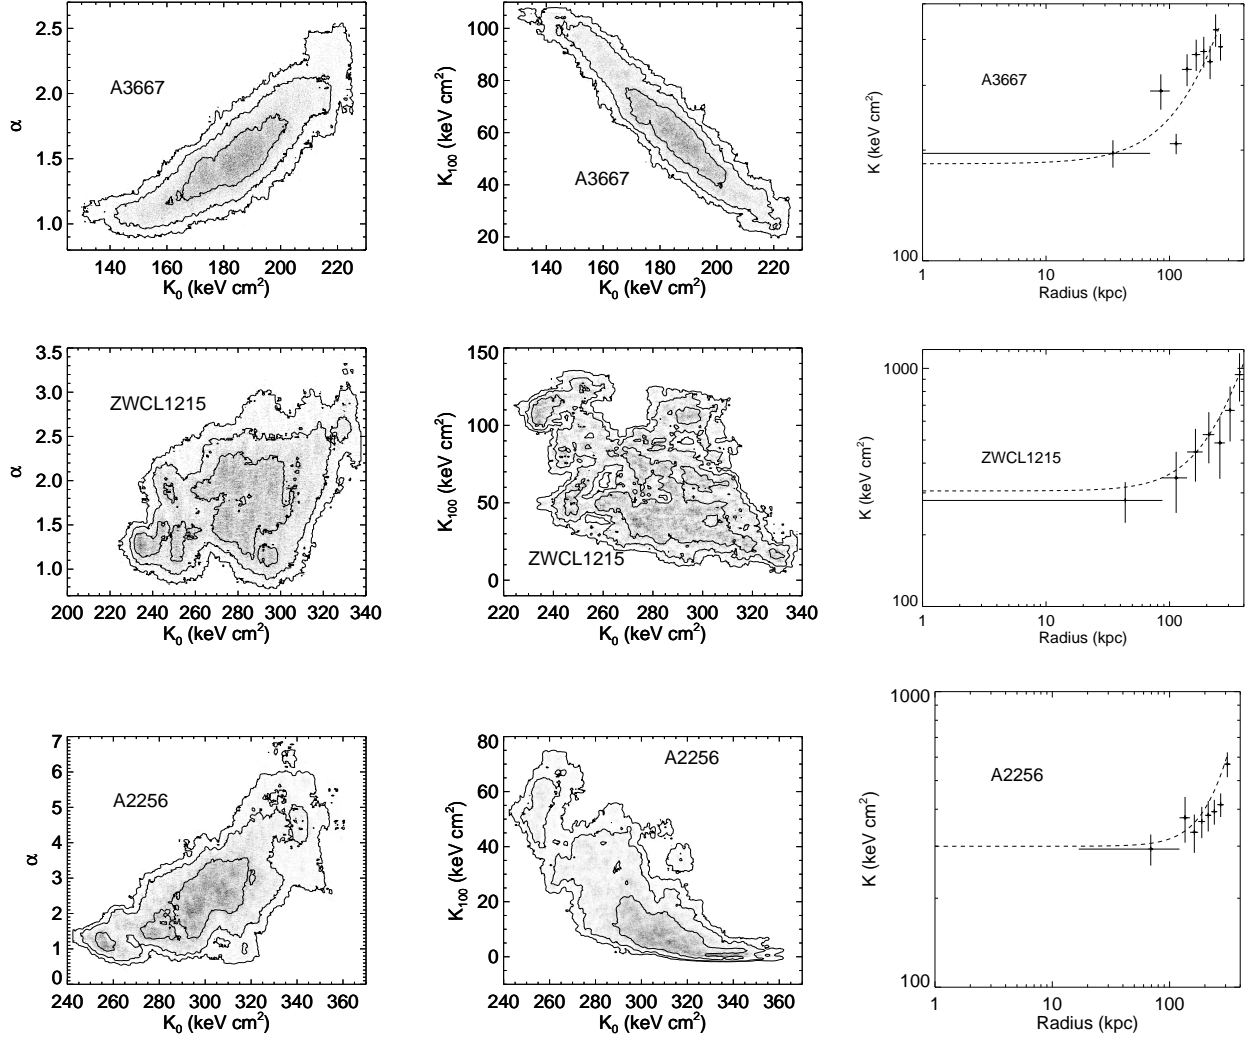 2.5
2.0
1.5
1.0
α
A3667
140 160 180 200 220
K0 (keV cm2)
100
80
60
40
20
K100 (keV cm2)
A3667
140 160 180 200 220
K0 (keV cm2)
K (keV cm2)
A3667
100
1 10 100
Radius (kpc)
3.5
3.0
2.5
2.0
1.5
1.0
α
ZWCL1215
200 220 240 260 280 300 320 340
K0 (keV cm2)
150
100
50
0
K100 (keV cm2)
ZWCL1215
220 240 260 280 300 320 340
K0 (keV cm2)
1000
K (keV cm2)
ZWCL1215
100
1 10 100
Radius (kpc)
7
6
5
4
3
2
1
0
α
A2256
240 260 280 300 320 340 360
K0 (keV cm2)
80
60
40
20
0
K100 (keV cm2)
A2256
240 260 280 300 320 340 360
K0 (keV cm2)
1000
K (keV cm2)
A2256
100
1 10 100
Radius (kpc)